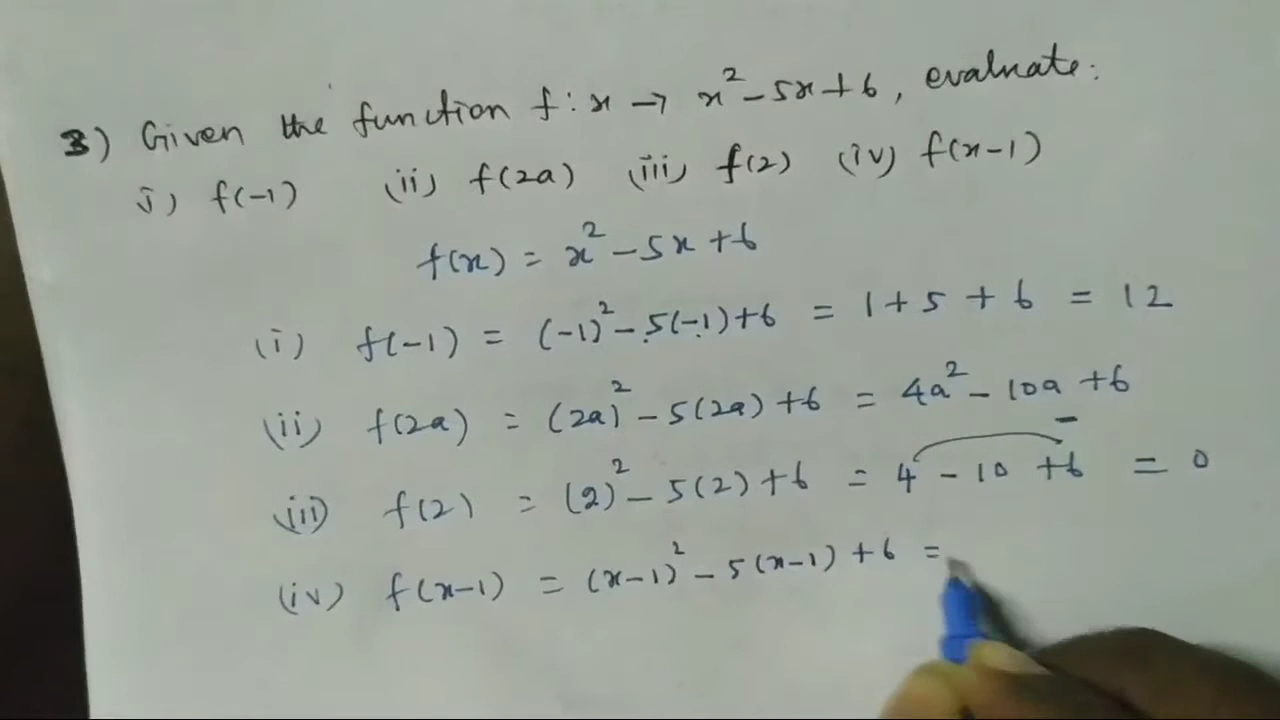 3) Given the function f : x → x² - 5x + 6, evaluate:
i) f(-1) (ii) f(2a) (iii) f(2) (iv) f(x-1)
f(x) = x² - 5x + 6
(i) f(-1) = (-1)² - 5(-1) + 6 = 1 + 5 + 6 = 12
(ii) f(2a) = (2a)² - 5(2a) + 6 = 4a² - 10a + 6
(iii) f(2) = (2)² - 5(2) + 6 = 4 - 10 + 6 = 0
(iv) f(x-1) = (x-1)² - 5(x-1) + 6 =